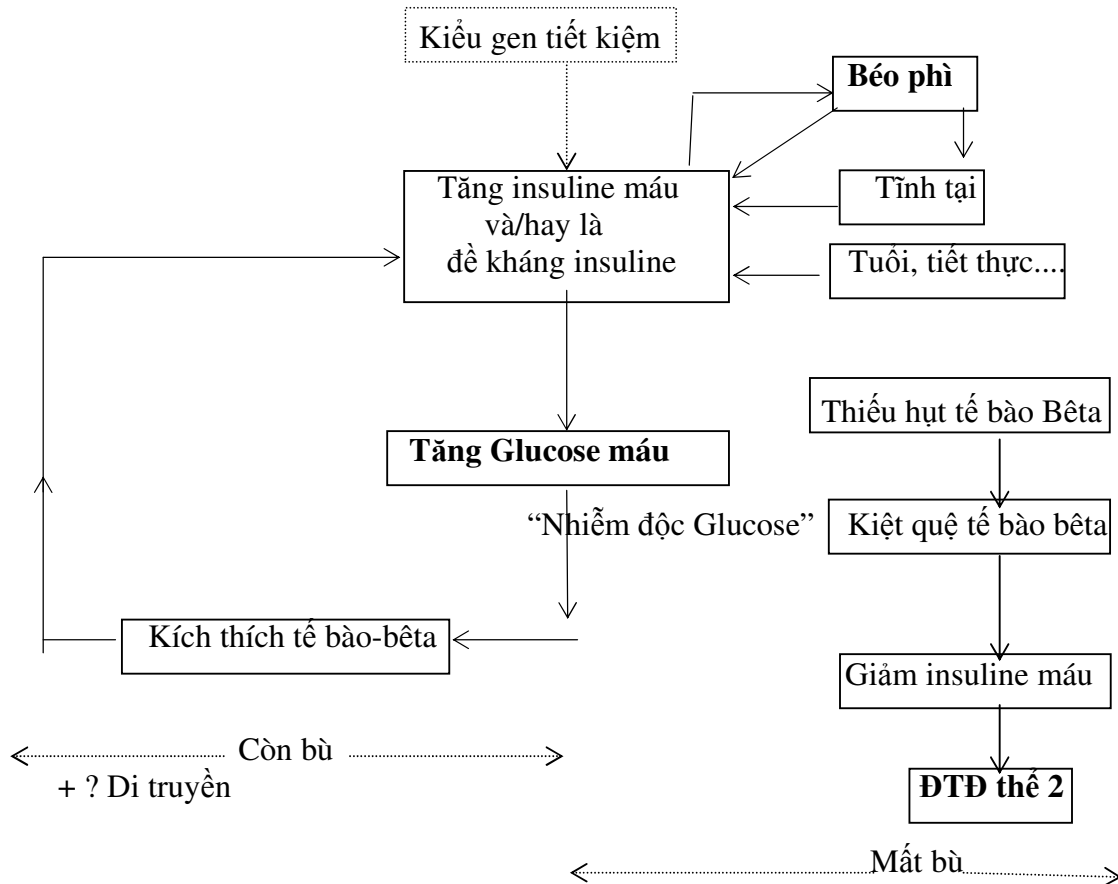 Kiểu gen tiết kiệm
Béo phì
Tăng insuline máu
và/hay là
đề kháng insuline
Tĩnh tại
Tuổi, tiết thực....
Thiếu hụt tế bào Bêta
Tăng Glucose máu
“Nhiễm độc Glucose”
Kiệt quệ tế bào bêta
Kích thích tế bào-bêta
Giảm insuline máu
Còn bù
+ ? Di truyền
ĐTĐ thể 2
Mất bù